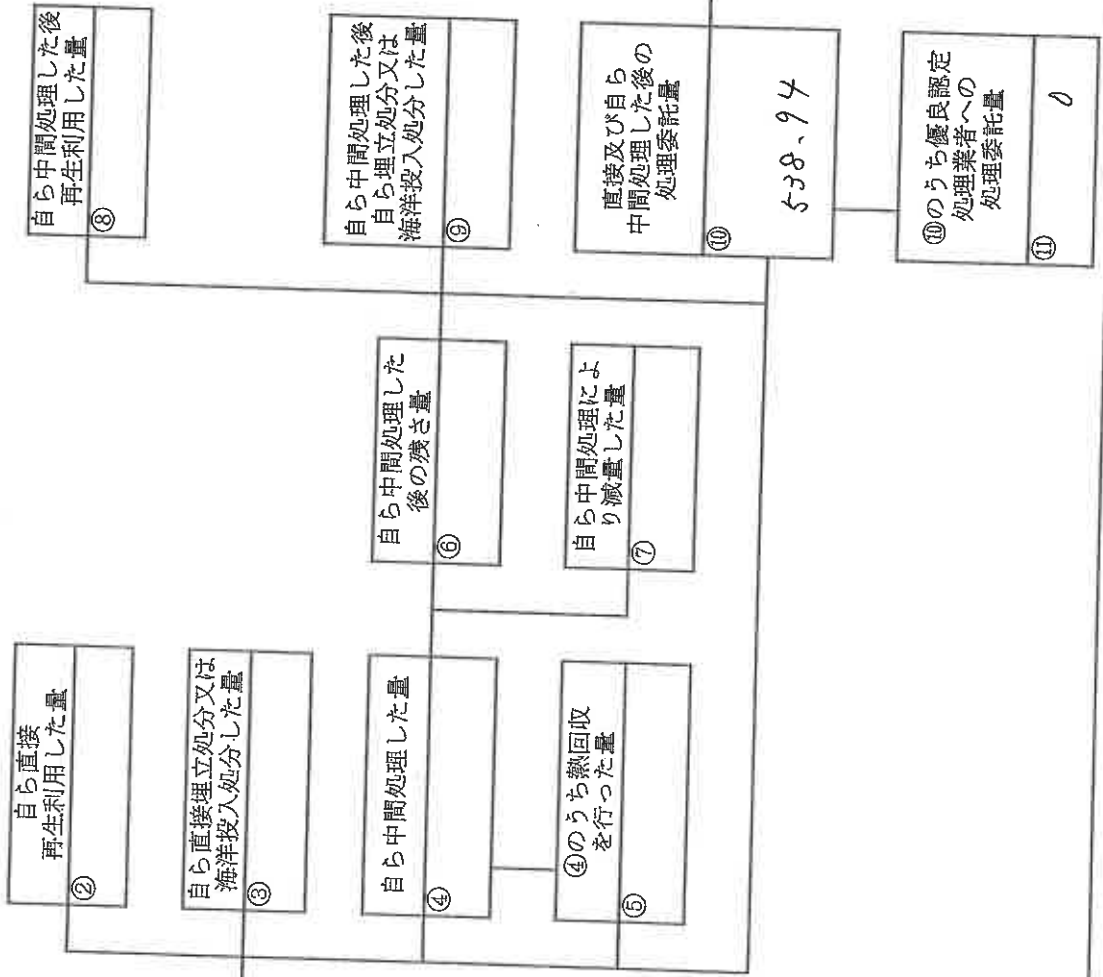 自ら直接
再生利用した量
②
自ら直接埋立処分又は
海洋投入処分した量
③
自ら中間処理した量
④
④のうち熱回収
を行った量
⑤
自ら中間処理した
後の残さ量
⑥
自ら中間処理によ
り減量した量
⑦
自ら中間処理した後
再生利用した量
⑧
自ら中間処理した後
自ら埋立処分又は
海洋投入処分した量
⑨
直接及び自ら
中間処理した後の
処理委託量
⑩
538.94
⑩のうち優良認定
処理業者への
処理委託量
⑪
0